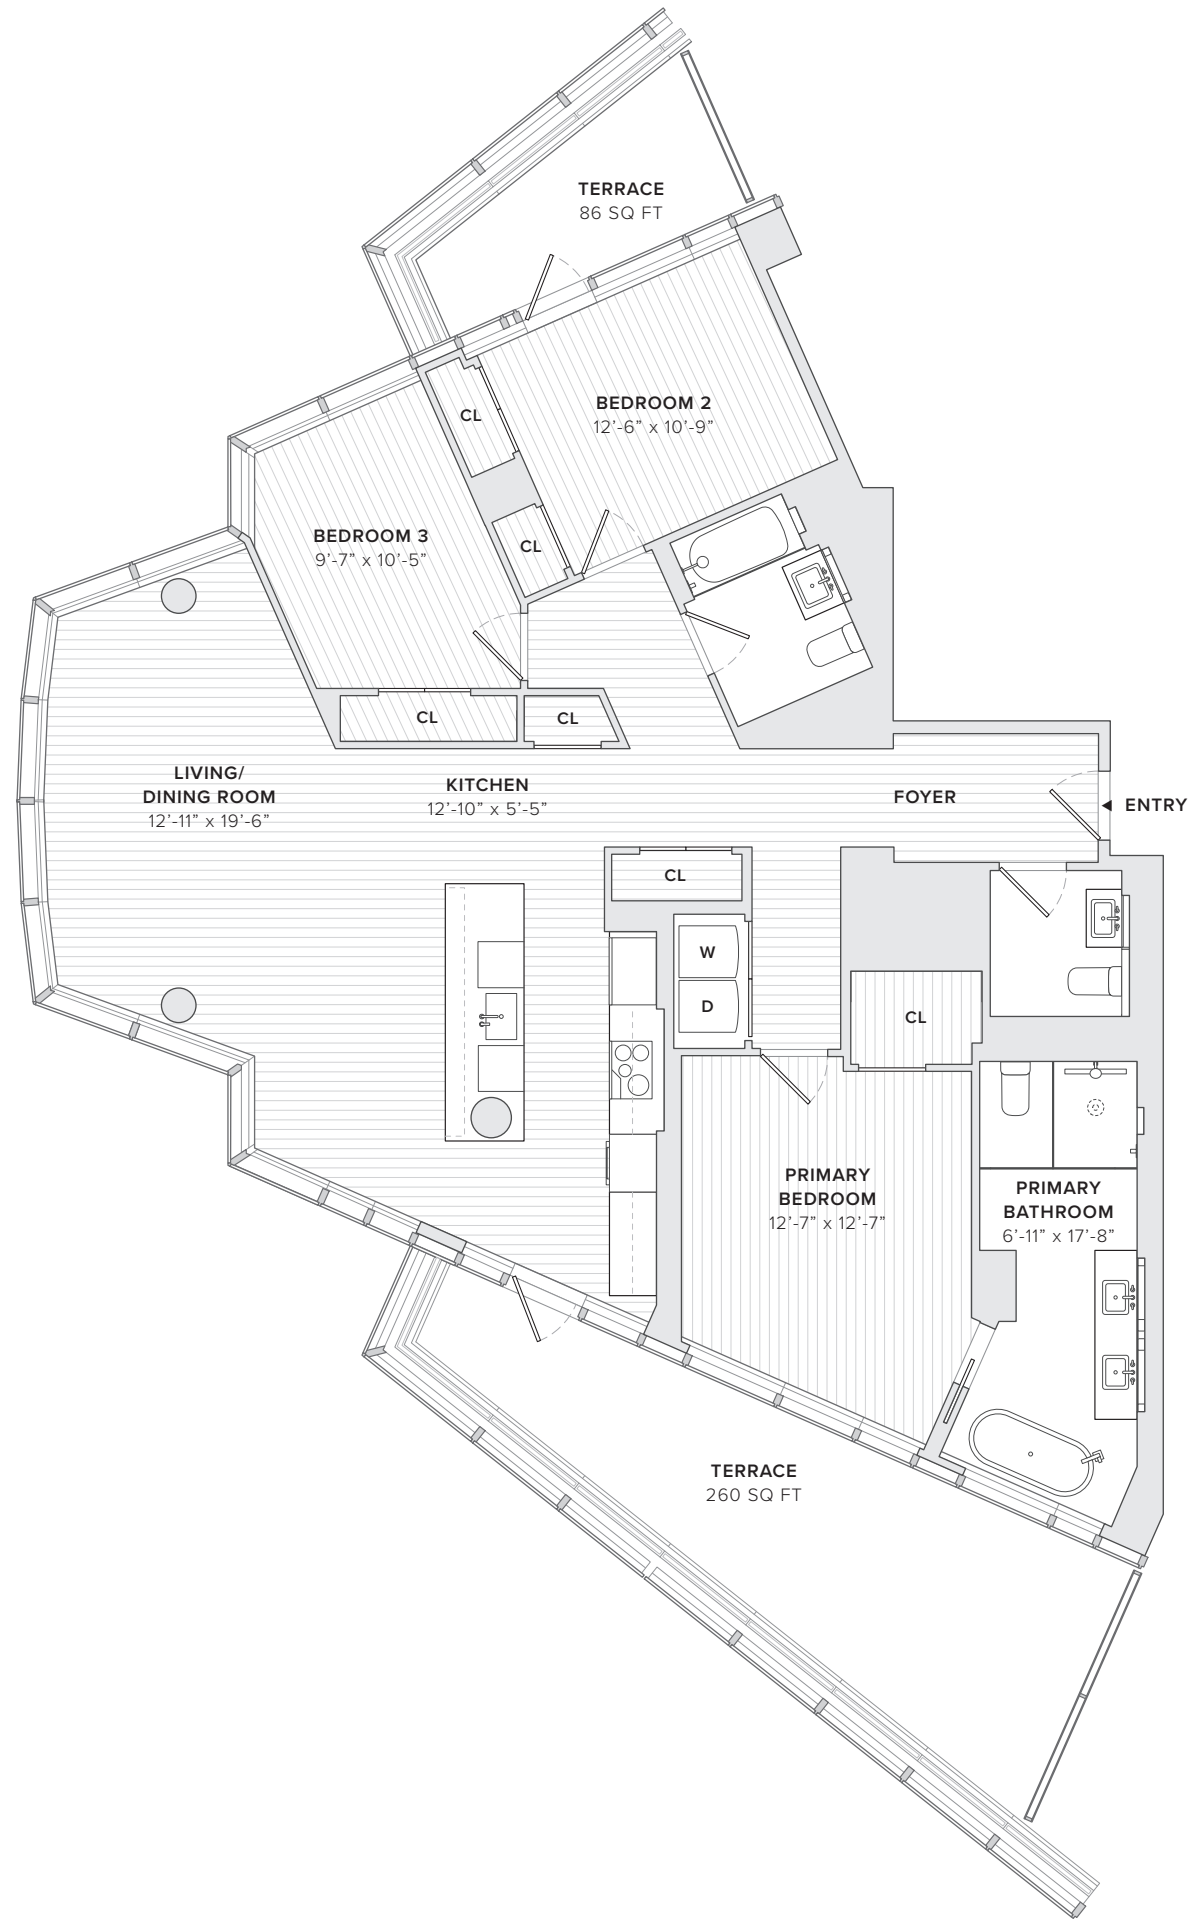 TERRACE
86 SQ FT
CL
BEDROOM 2
12’-6” x 10’-9”
BEDROOM 3
9’-7” x 10’-5”
CL
CL
CL
LIVING/
DINING ROOM
12’-11” x 19’-6”
KITCHEN
12’-10” x 5’-5”
FOYER
ENTRY
CL
W
D
CL
PRIMARY
BEDROOM
12’-7” x 12’-7”
PRIMARY
BATHROOM
6’-11” x 17’-8”
TERRACE
260 SQ FT